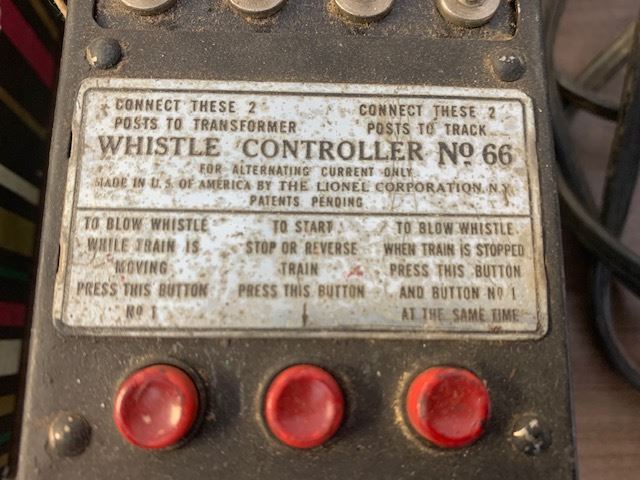 CONNECT THESE 2
POSTS TO TRANSFORMER
CONNECT THESE 2
POSTS TO TRACK
WHISTLE CONTROLLER No 66
FOR ALTERNATING CURRENT ONLY
MADE IN U.S. OF AMERICA BY THE LIONEL CORPORATION, N.Y.
PATENTS PENDING
TO BLOW WHISTLE
WHILE TRAIN IS
MOVING
PRESS THIS BUTTON
No 1
TO START
STOP OR REVERSE
TRAIN
PRESS THIS BUTTON
TO BLOW WHISTLE
WHEN TRAIN IS STOPPED
PRESS THIS BUTTON
AND BUTTON No 1
AT THE SAME TIME